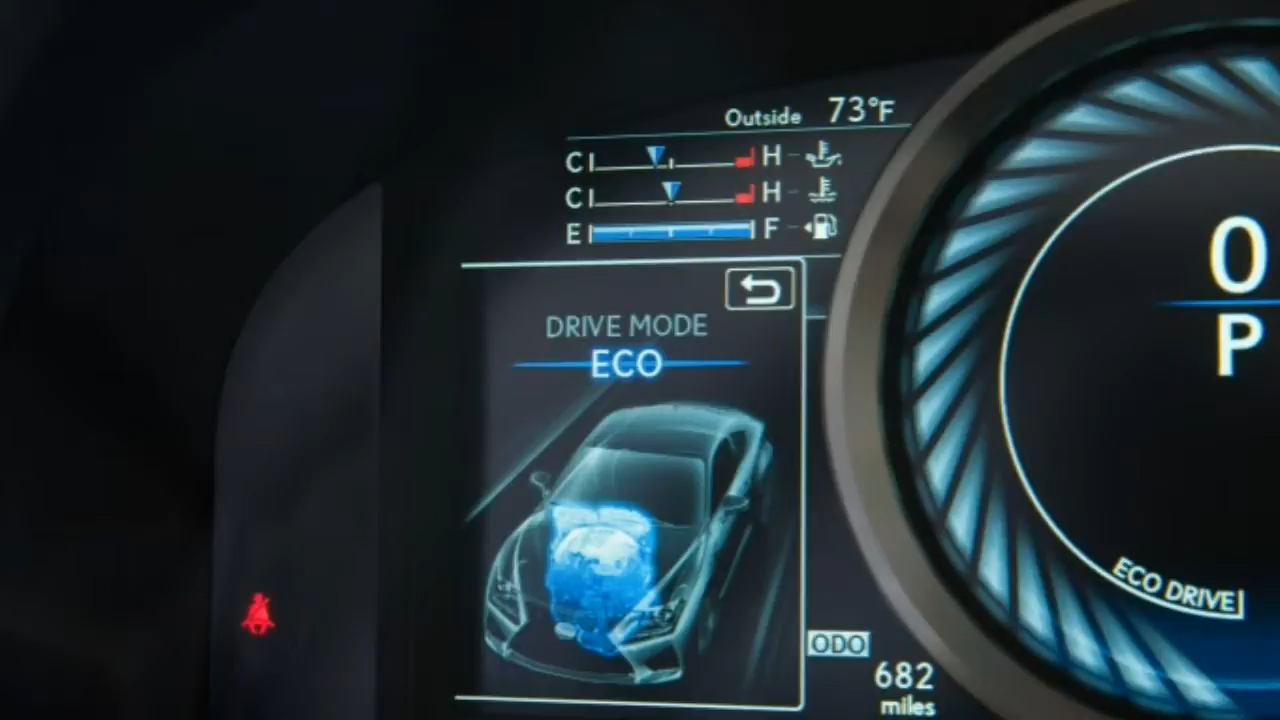 Outside 73°F
C H
C H
E F
DRIVE MODE
ECO
0
P
ECO DRIVE
ODO
682
miles